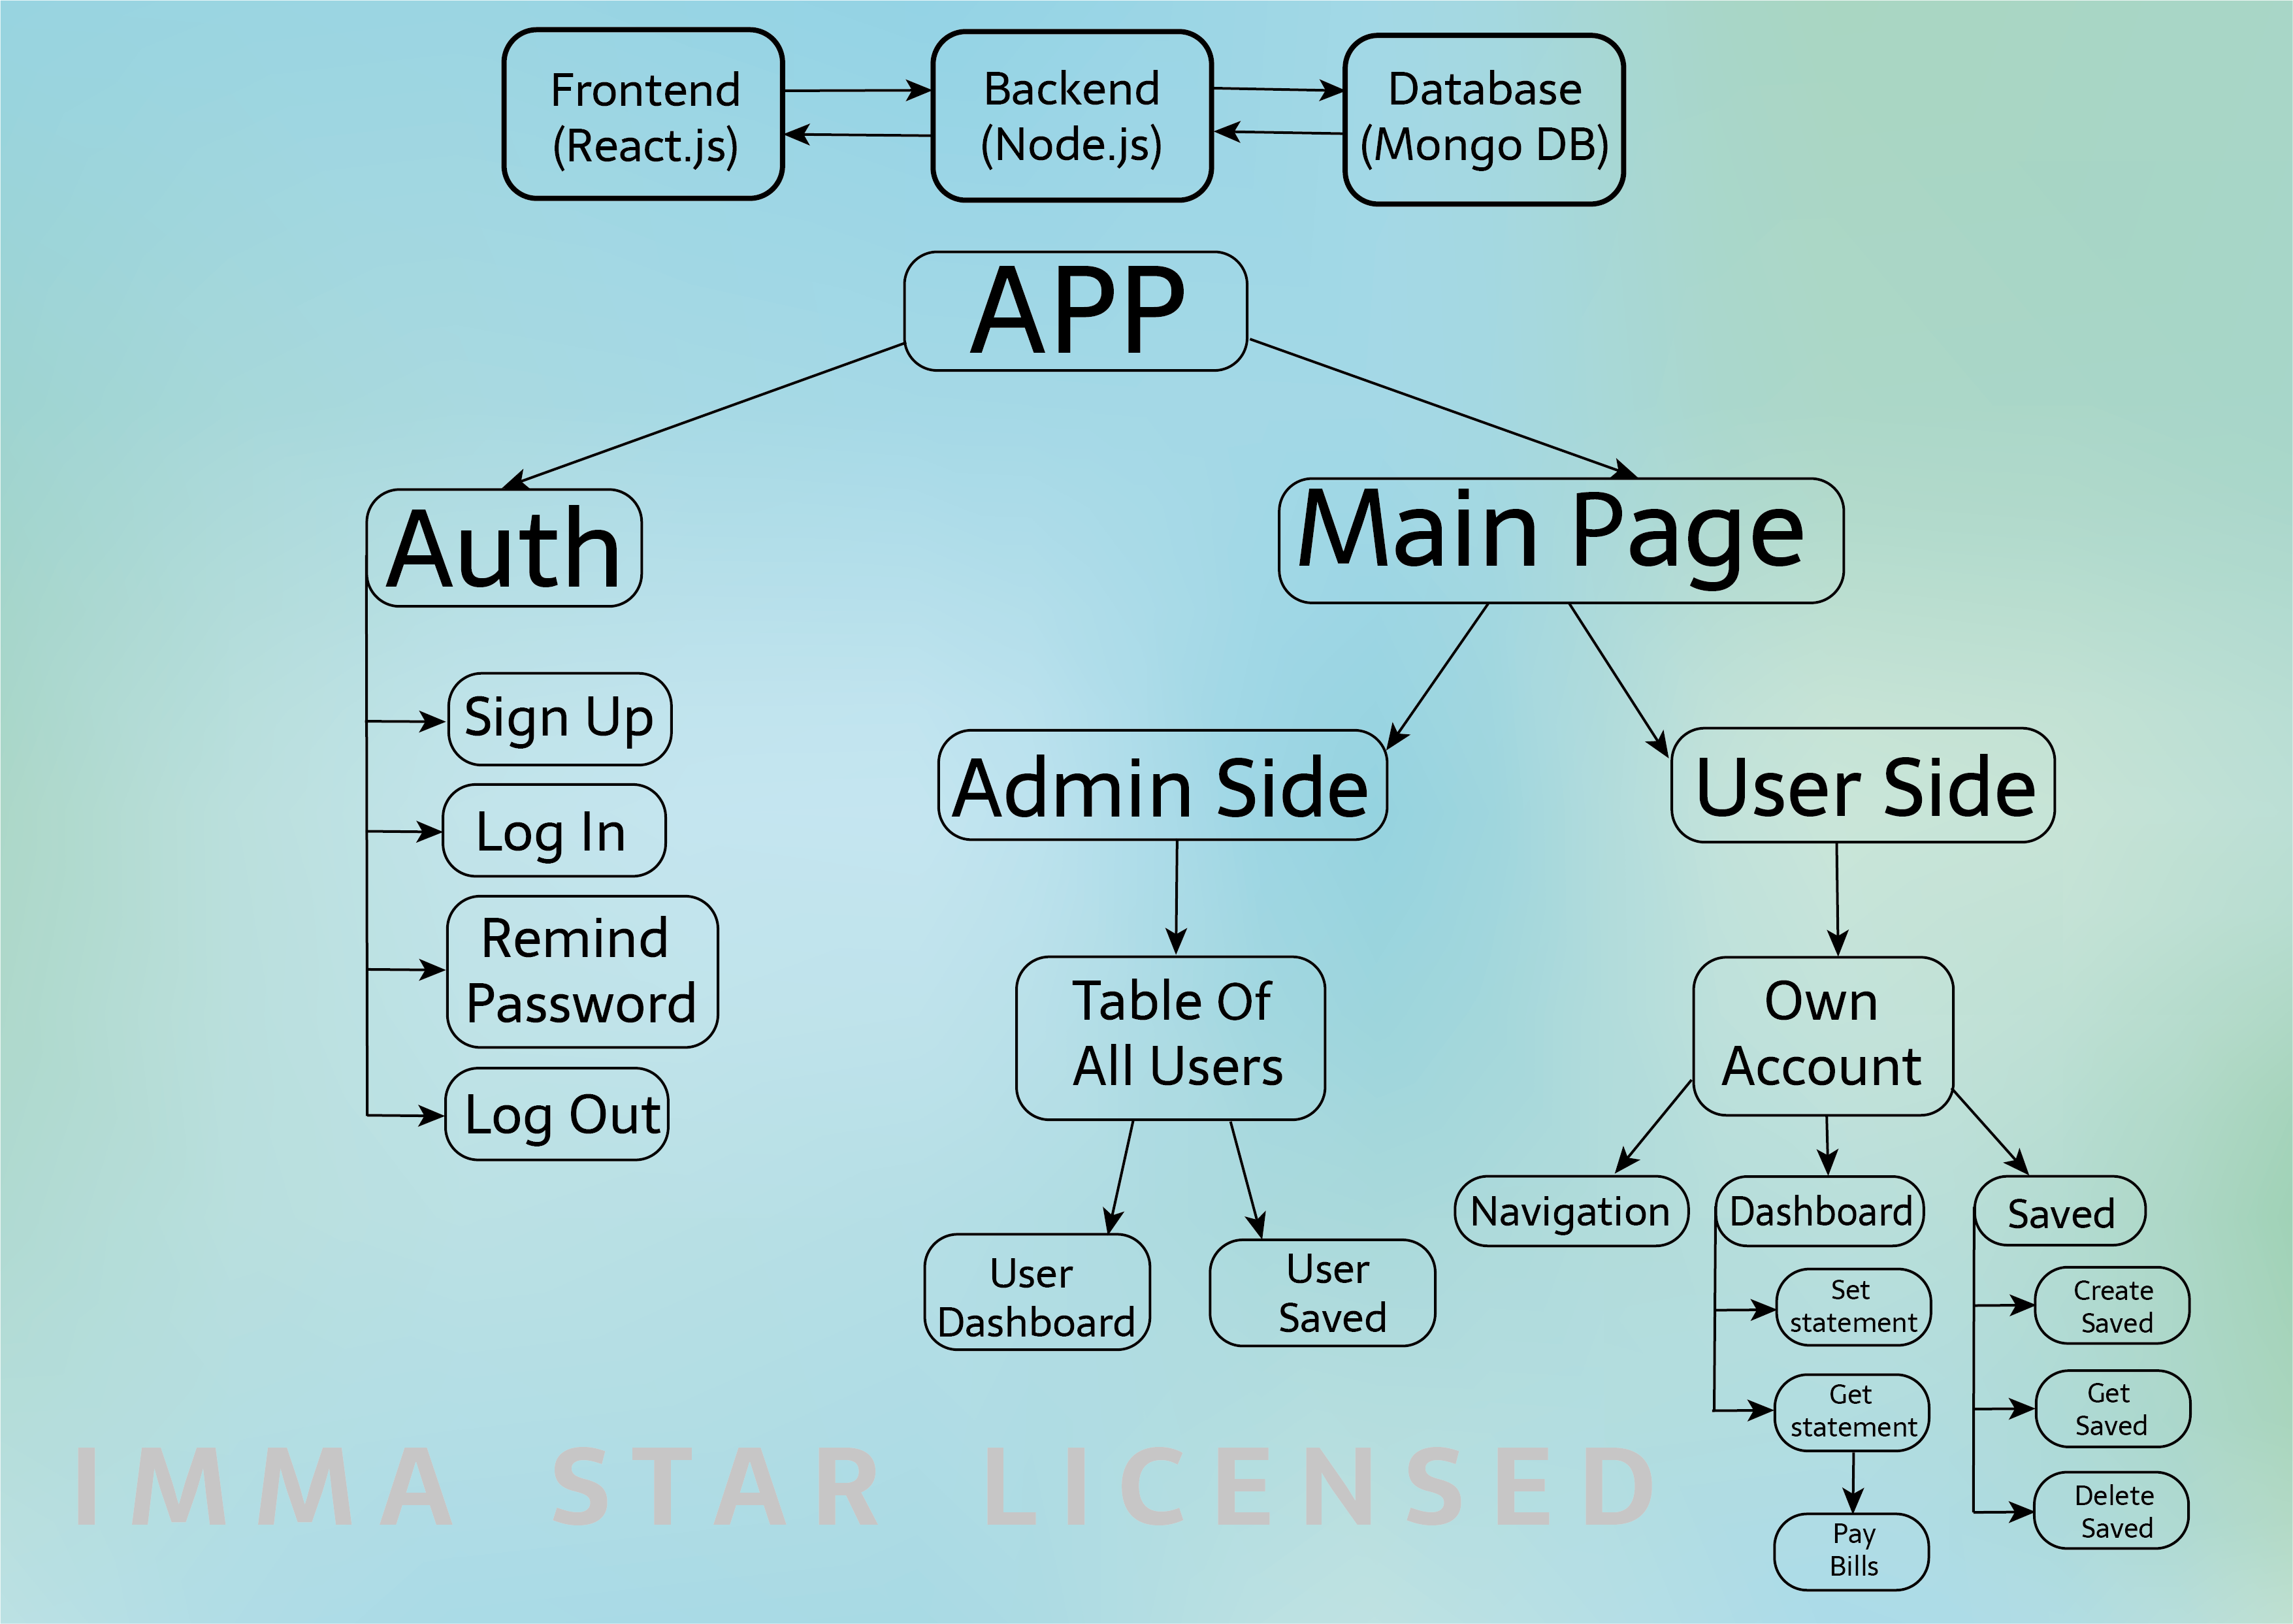 Frontend
(React.js)
Backend
(Node.js)
Database
(Mongo DB)
APP
Auth
Main Page
Sign Up
Log In
Remind
Password
Log Out
Admin Side
User Side
Table Of
All Users
Own
Account
User
Dashboard
User
Saved
Navigation
Dashboard
Saved
Set
statement
Get
statement
Pay
Bills
Create
Saved
Get
Saved
Delete
Saved
IMMA STAR LICENSED